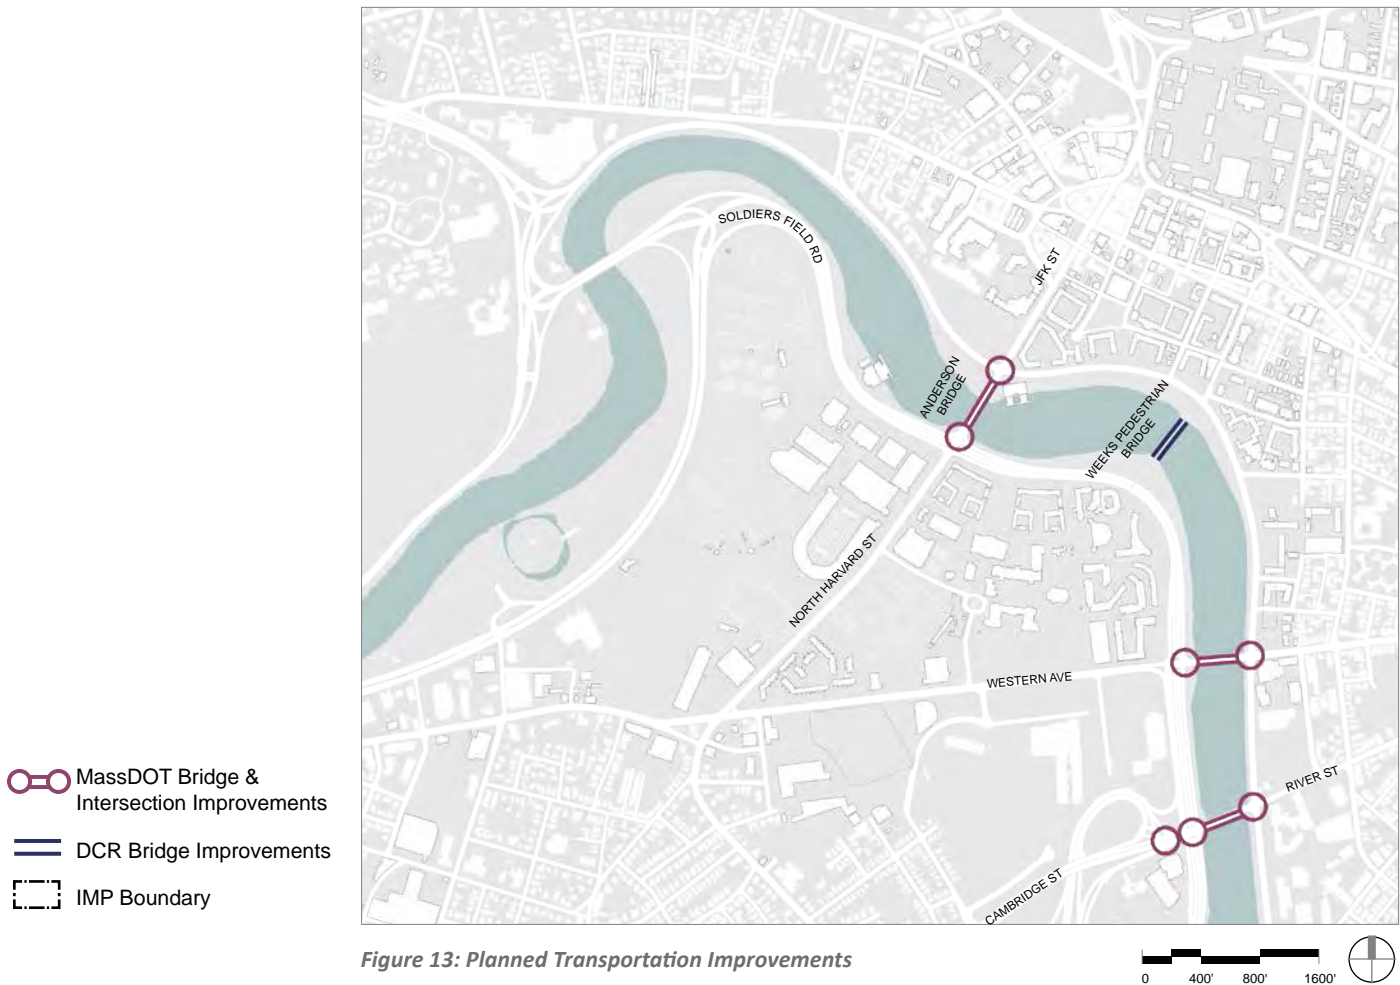 SOLDIERS FIELD RD
JFK ST
ANDERSON
BRIDGE
WEEKS PEDESTRIAN
BRIDGE
NORTH HARVARD ST
WESTERN AVE
RIVER ST
CAMBRIDGE ST
MassDOT Bridge &
Intersection Improvements
DCR Bridge Improvements
IMP Boundary
Figure 13: Planned Transportation Improvements
0 400' 800' 1600'